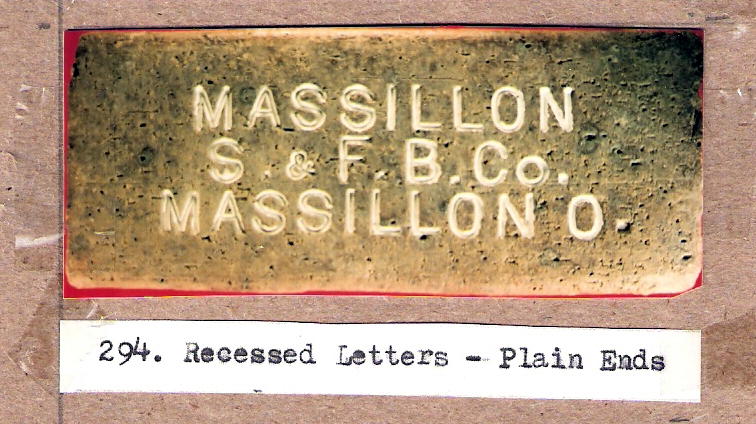 MASSILLON
S. & F. B. Co.
MASSILLON O.
294. Recessed Letters - Plain Ends